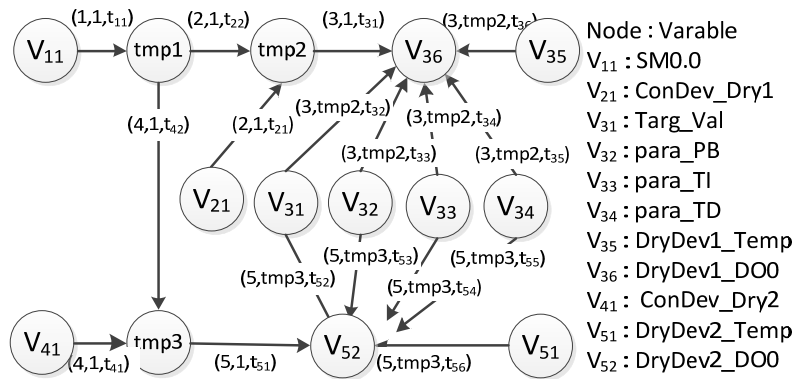 (1,1,t11) (2,1,t22) (3,1,t31) (3,tmp2,t36)
V11 tmp1 tmp2 V36 V35
(4,1,t42) (2,1,t21) (3,tmp2,t32) (3,tmp2,t34)
(3,tmp2,t33) (3,tmp2,t35)
V21 V31 V32 V33 V34
(5,tmp3,t52) (5,tmp3,t53) (5,tmp3,t55)
(5,tmp3,t54)
V41 tmp3 V52 V51
(4,1,t41) (5,1,t51) (5,tmp3,t56)
Node : Varable
V11 : SM0.0
V21 : ConDev_Dry1
V31 : Targ_Val
V32 : para_PB
V33 : para_TI
V34 : para_TD
V35 : DryDev1_Temp
V36 : DryDev1_DO0
V41 : ConDev_Dry2
V51 : DryDev2_Temp
V52 : DryDev2_DO0